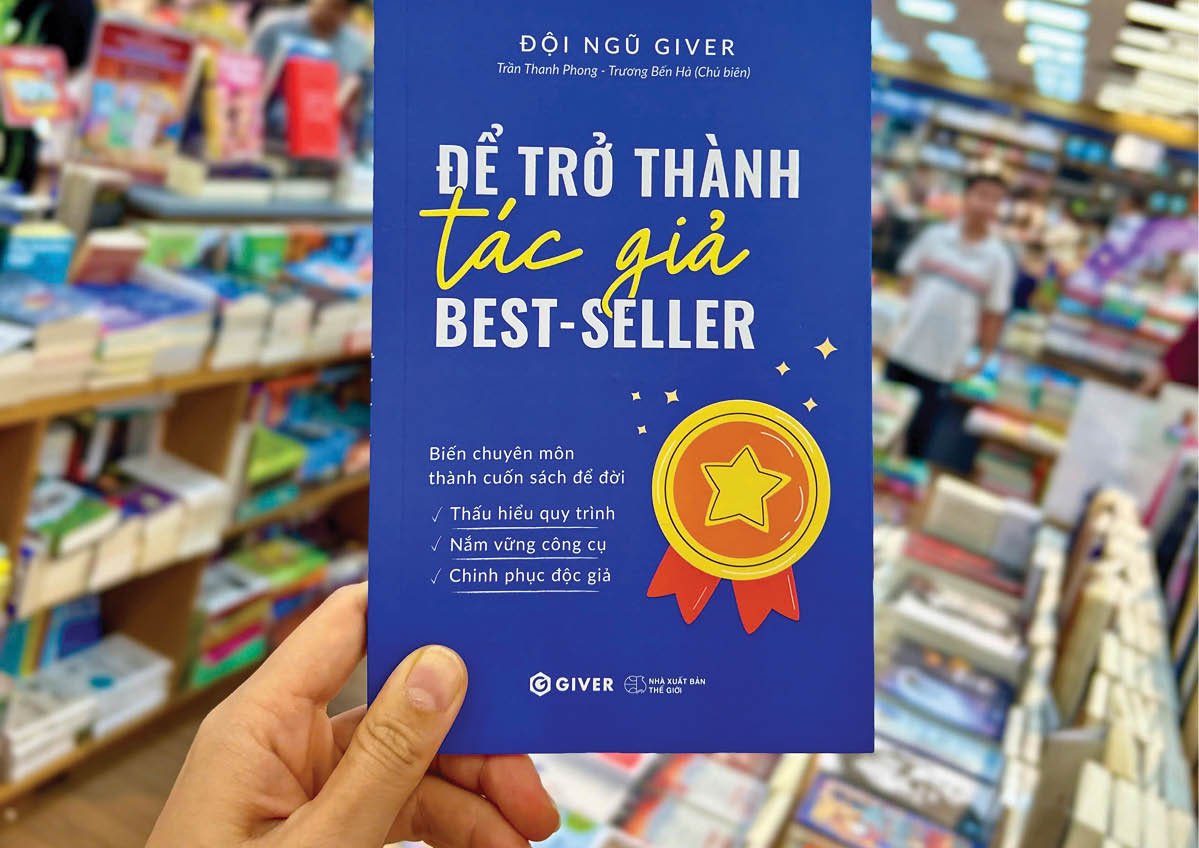 ĐỘI NGŨ GIVER
Trần Thanh Phong - Trương Bến Hà (Chủ biên)
ĐỂ TRỞ THÀNH
tác giả
BEST-SELLER
Biến chuyên môn
thành cuốn sách để đời
✓ Thấu hiểu quy trình
✓ Nắm vững công cụ
✓ Chinh phục độc giả
GIVER
NHÀ XUẤT BẢN
THẾ GIỚI